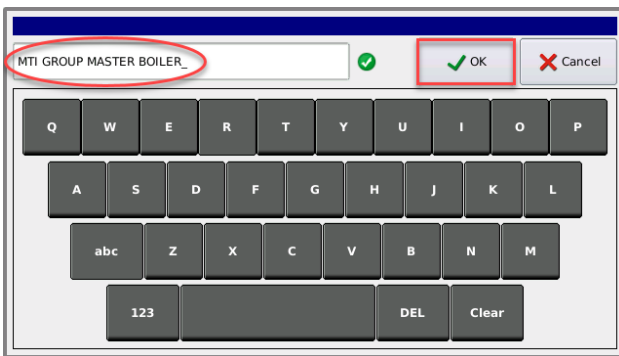 MTI GROUP MASTER BOILER_ OK Cancel
Q W E R T Y U I O P
A S D F G H J K L
abc Z X C V B N M
123 DEL Clear